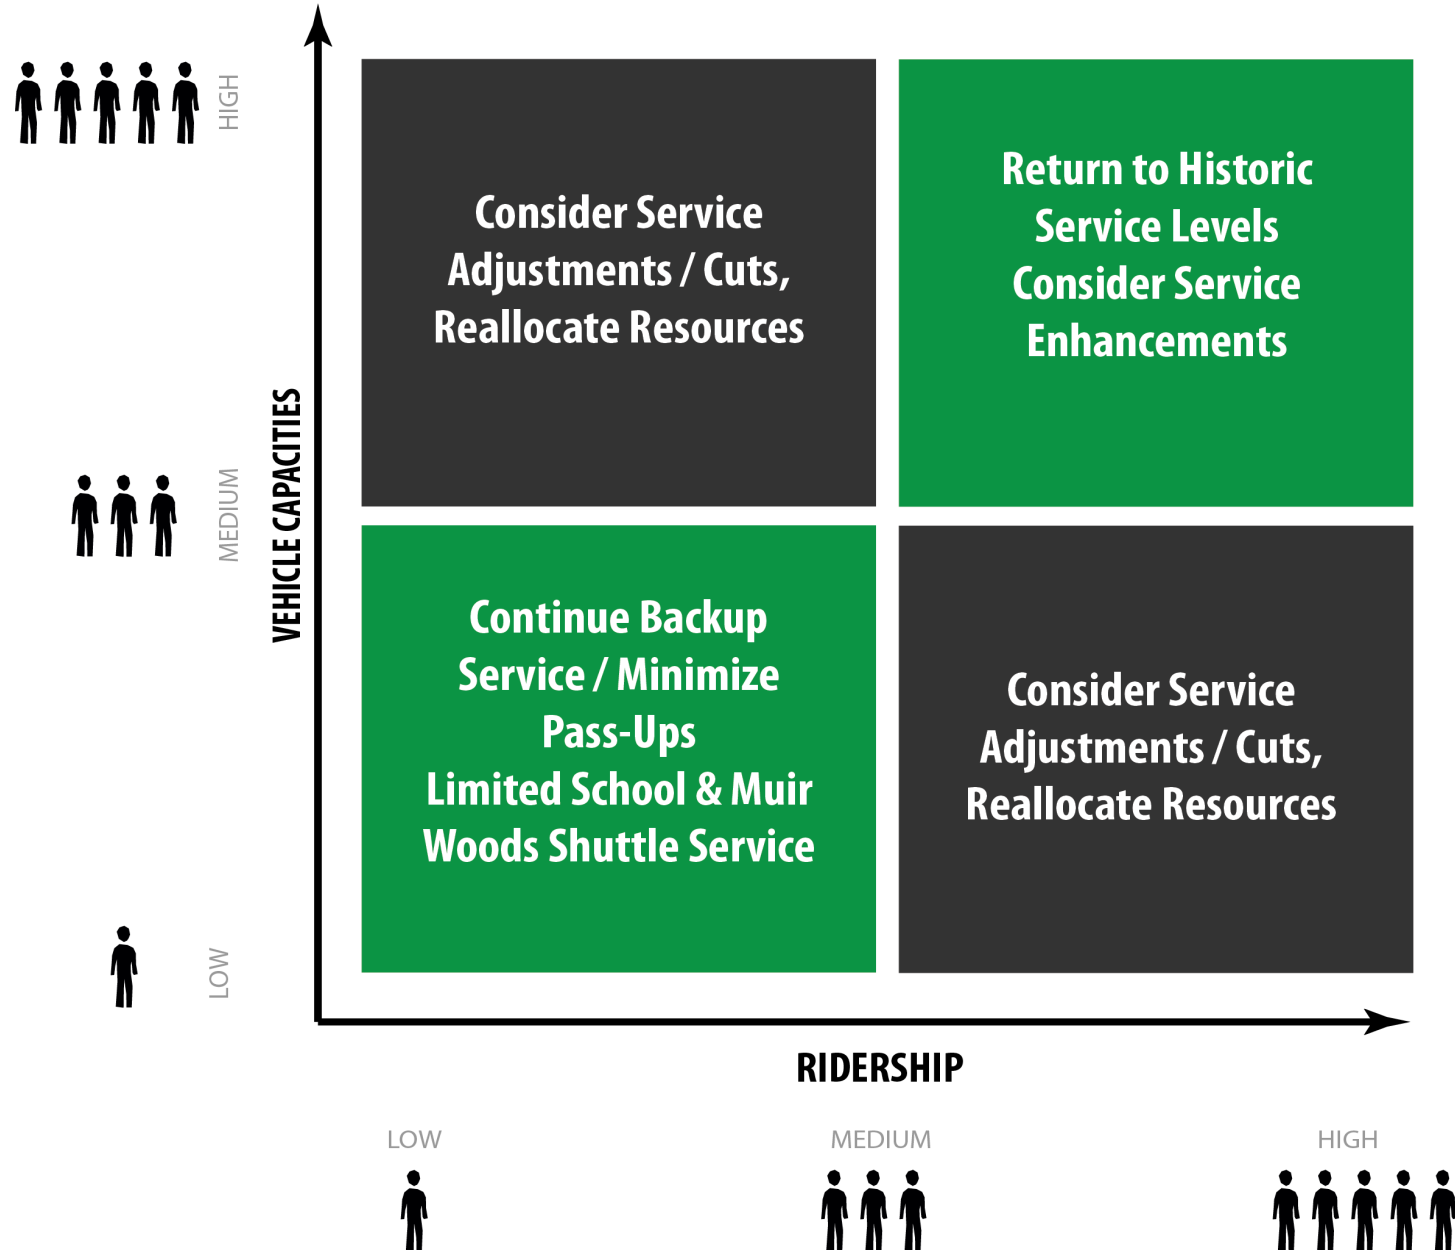 HIGH
Consider Service
Adjustments / Cuts,
Reallocate Resources
Return to Historic
Service Levels
Consider Service
Enhancements
MEDIUM
VEHICLE CAPACITIES
Continue Backup
Service / Minimize
Pass-Ups
Limited School & Muir
Woods Shuttle Service
Consider Service
Adjustments / Cuts,
Reallocate Resources
LOW
RIDERSHIP
LOW
MEDIUM
HIGH